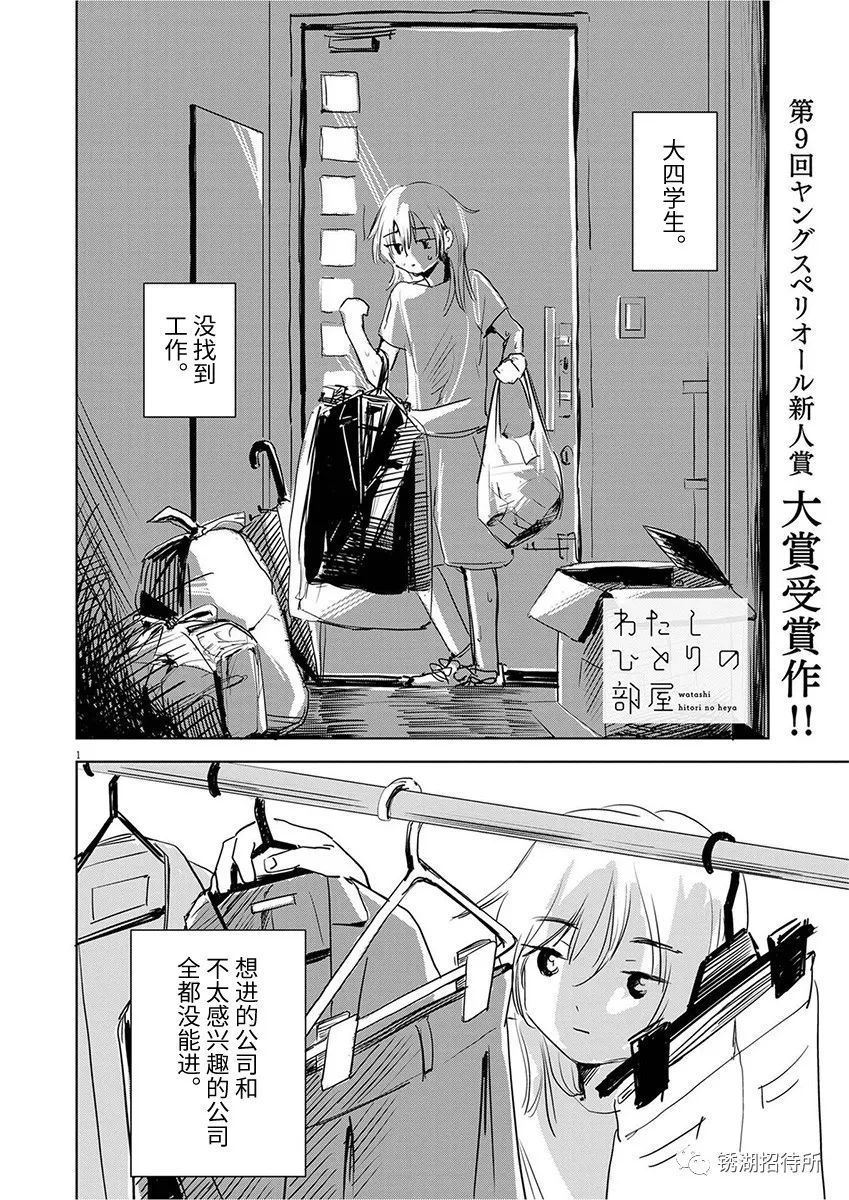 第9回ヤングスペリオール新人賞 大賞受賞作!!
大四学生。
没找到
工作。
わたし
ひとりの
部屋
watashi
hitori no heya
1
想进的公司和
不太感兴趣的公司
全都没能进。
锈湖招待所